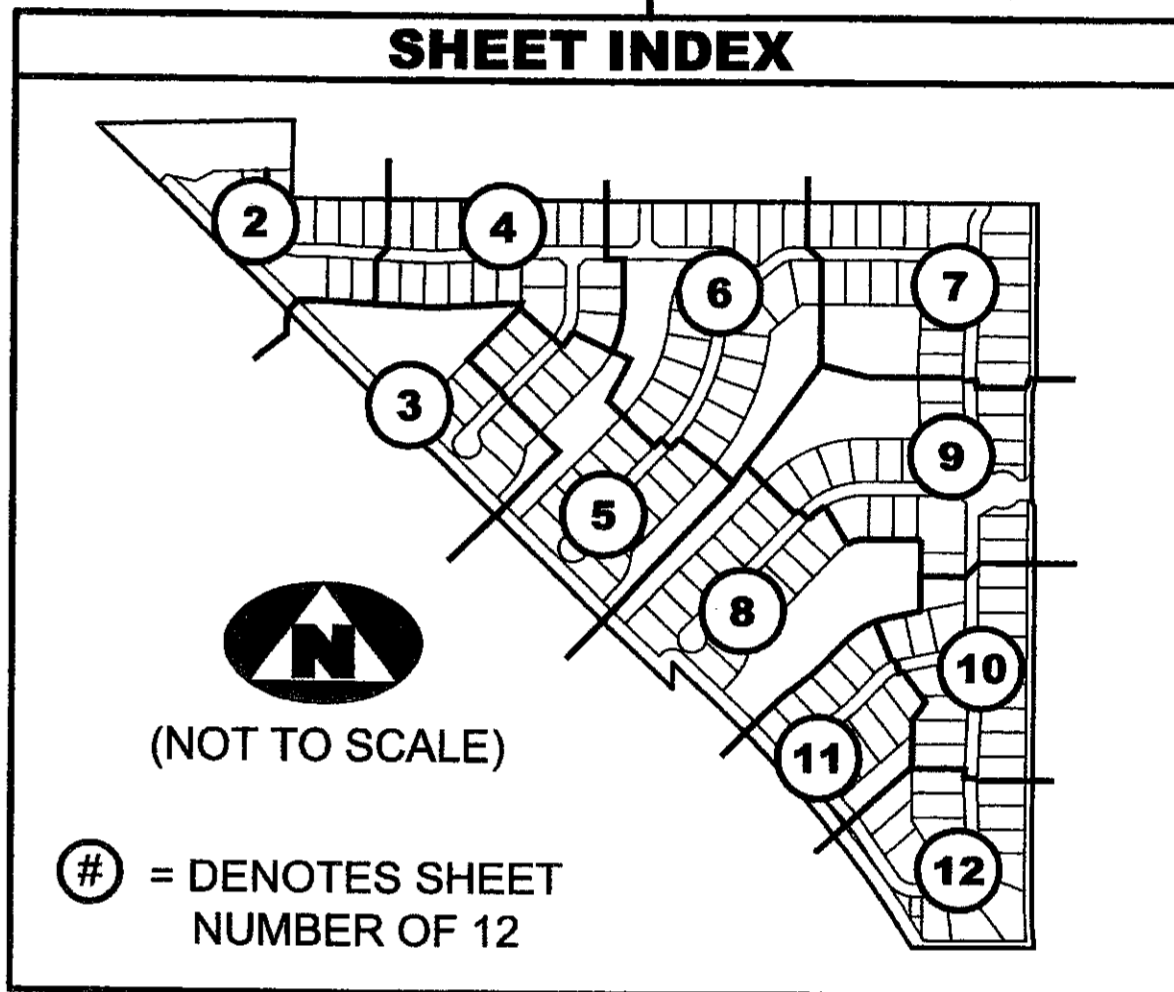 SHEET INDEX
2
4
6
7
3
9
5
8
10
11
12
N
(NOT TO SCALE)
# = DENOTES SHEET
NUMBER OF 12